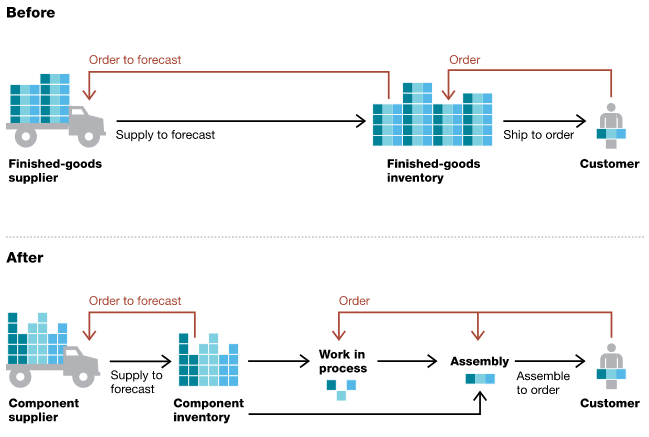 Before
Order to forecast
Order
Supply to forecast
Ship to order
Finished-goods
supplier
Finished-goods
inventory
Customer
After
Order to forecast
Order
Work in
process
Assembly
Supply to
forecast
Assemble
to order
Component
supplier
Component
inventory
Customer